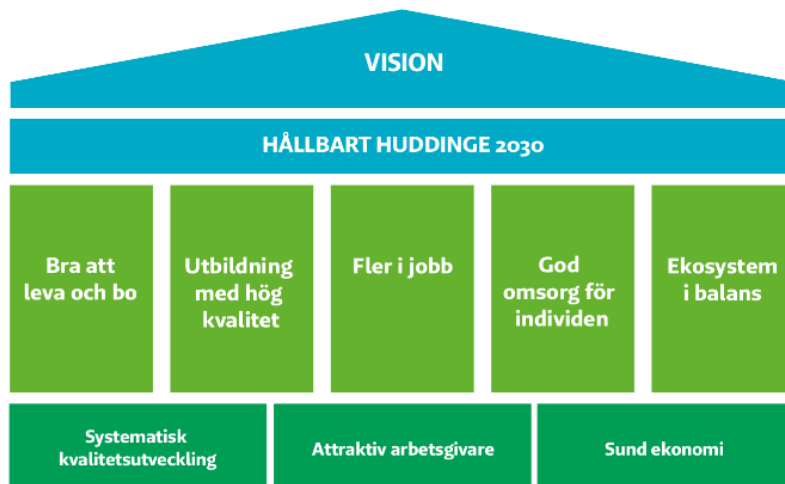 VISION
HÅLLBART HUDDINGE 2030
Bra att
leva och bo
Utbildning
med hög
kvalitet
Fler i jobb
God
omsorg för
individen
Ekosystem
i balans
Systematisk
kvalitetsutveckling
Attraktiv arbetsgivare
Sund ekonomi